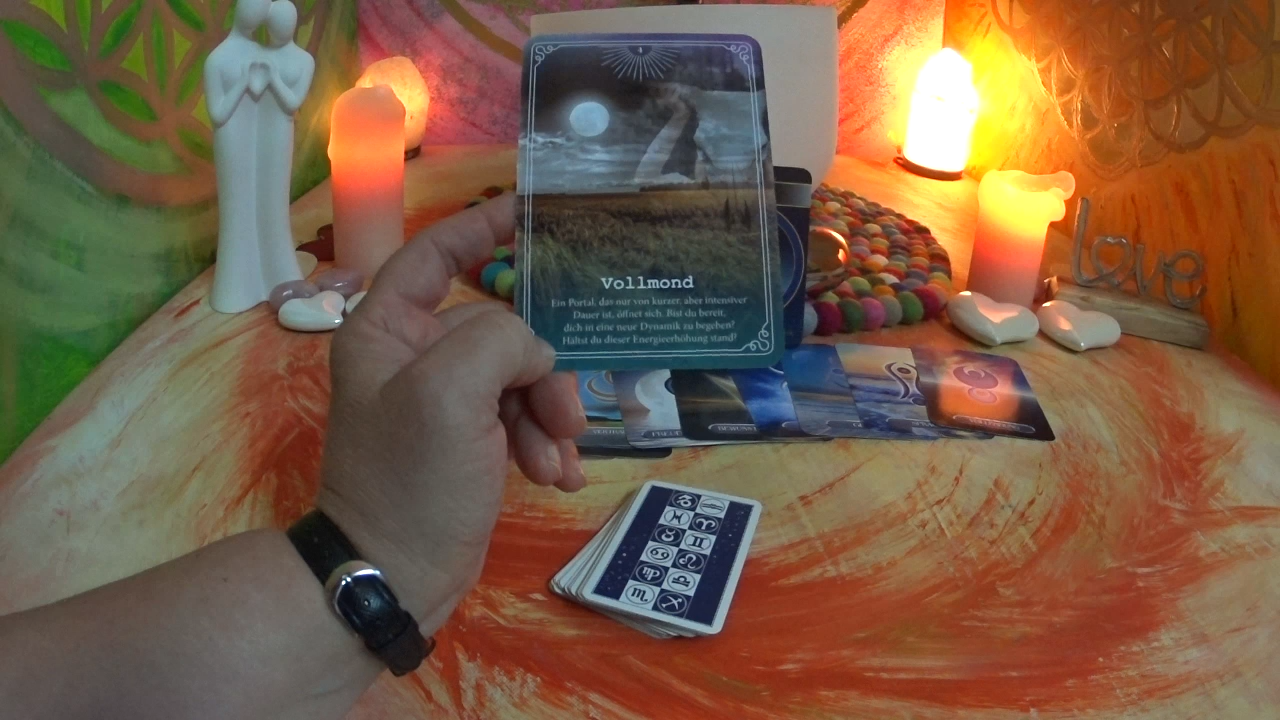 Vollmond
Ein Portal, das nur von kurzer, aber intensiver
Dauer ist, öffnet sich. Bist du bereit,
dich in eine neue Dynamik zu begeben?
Hältst du dieser Energieerhöhung stand?
love